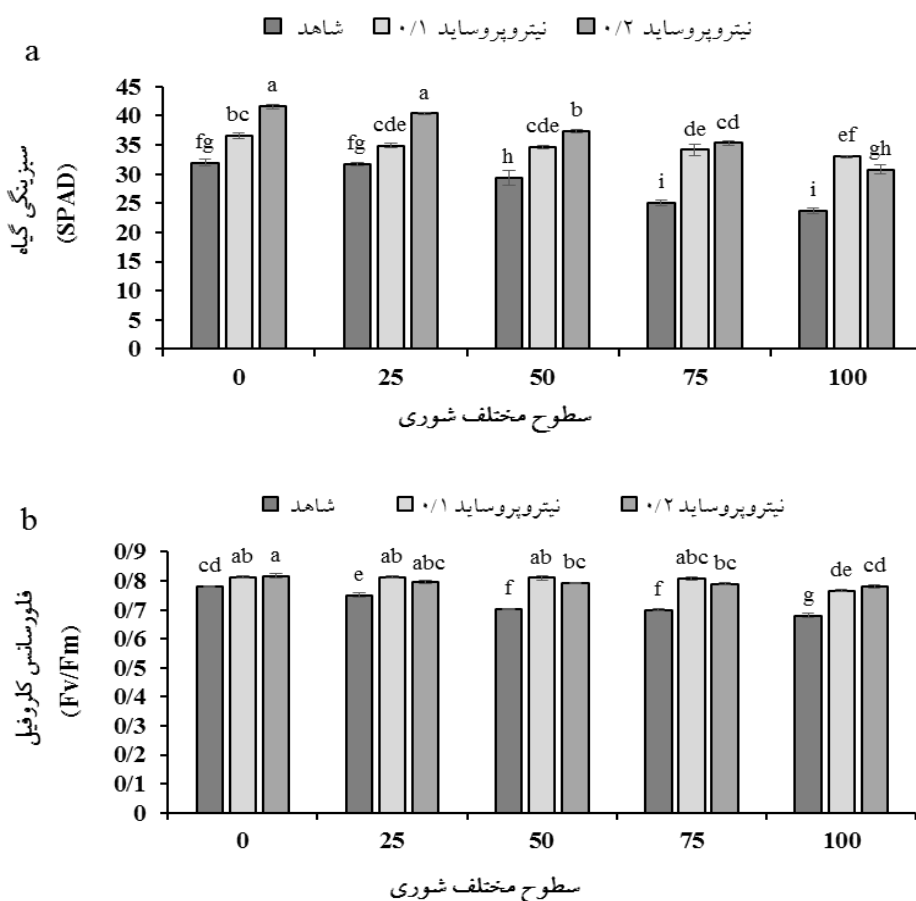 شاهد نیتروپروساید ۰/۱ نیتروپروساید ۰/۲
a
سبزینگی گیاه
(SPAD)
45
40
35
30
25
20
15
10
5
0
fg bc a
fg cde a
h cde b
i de cd
i ef gh
0 25 50 75 100
سطوح مختلف شوری
شاهد نیتروپروساید ۰/۱ نیتروپروساید ۰/۲
b
فلورسانس کلروفیل
(Fv/Fm)
0/9
0/8
0/7
0/6
0/5
0/4
0/3
0/2
0/1
0
cd ab a
e ab abc
f ab bc
f abc bc
g de cd
0 25 50 75 100
سطوح مختلف شوری